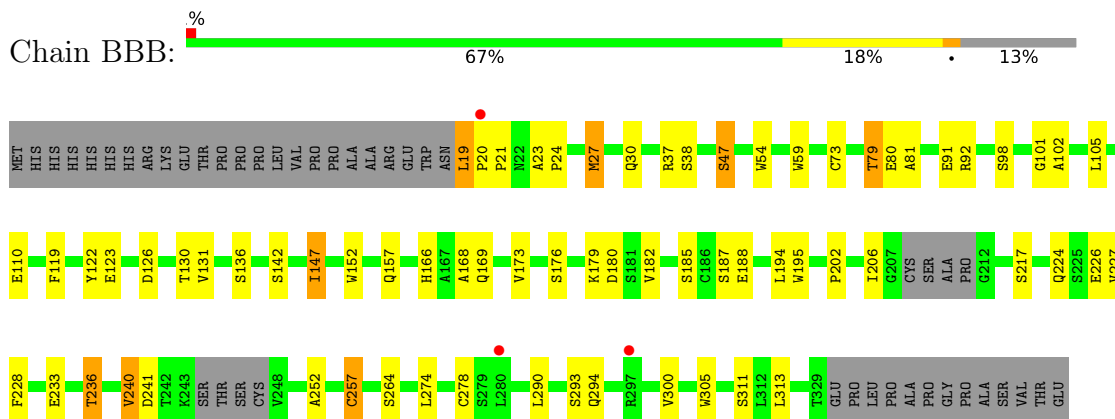 %
Chain BBB:
67% 18% • 13%
MET HIS HIS HIS HIS HIS HIS ARG LYS GLU THR PRO PRO PRO LEU VAL PRO PRO ALA ALA ARG GLU TRP ASN L19 P20 P21 N22 A23 P24 M27 Q30 R37 S38 S47 W54 W59 C73 T79 E80 A81 E91 R92 S98 G101 A102 L105
E110 F119 Y122 E123 D126 T130 V131 S136 S142 I147 W152 Q157 H166 A167 A168 Q169 V173 S176 K179 D180 S181 V182 S185 C186 S187 E188 L194 W195 P202 I206 G207 CYS SER ALA PRO G212 S217 Q224 S225 E226
F228 E233 T236 V240 D241 T242 K243 SER THR SER CYS V248 A252 C257 S264 L274 C278 S279 L280 L290 S293 Q294 R297 V300 W305 S311 L312 L313 T329 GLU PRO LEU PRO ALA PRO GLY PRO ALA SER VAL THR GLU